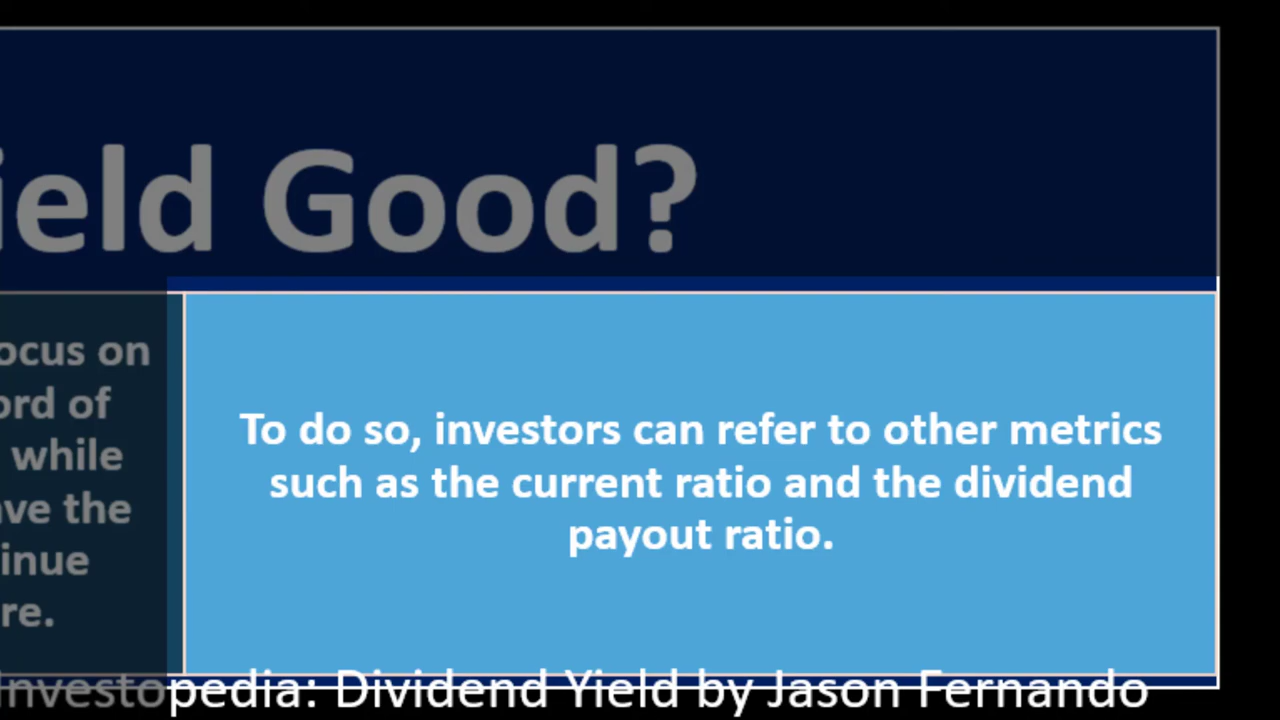 ield Good?
ocus on
ord of
while
ave the
inue
re.
To do so, investors can refer to other metrics
such as the current ratio and the dividend
payout ratio.
Investopedia: Dividend Yield by Jason Fernando